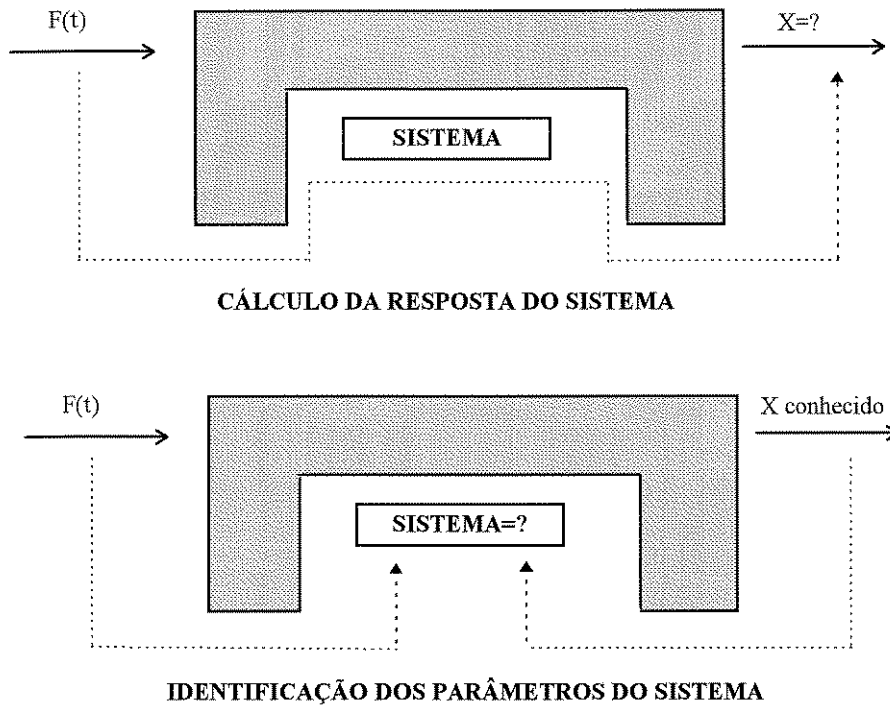 F(t)
X=?
SISTEMA
CÁLCULO DA RESPOSTA DO SISTEMA
F(t)
X conhecido
SISTEMA=?
IDENTIFICAÇÃO DOS PARÂMETROS DO SISTEMA